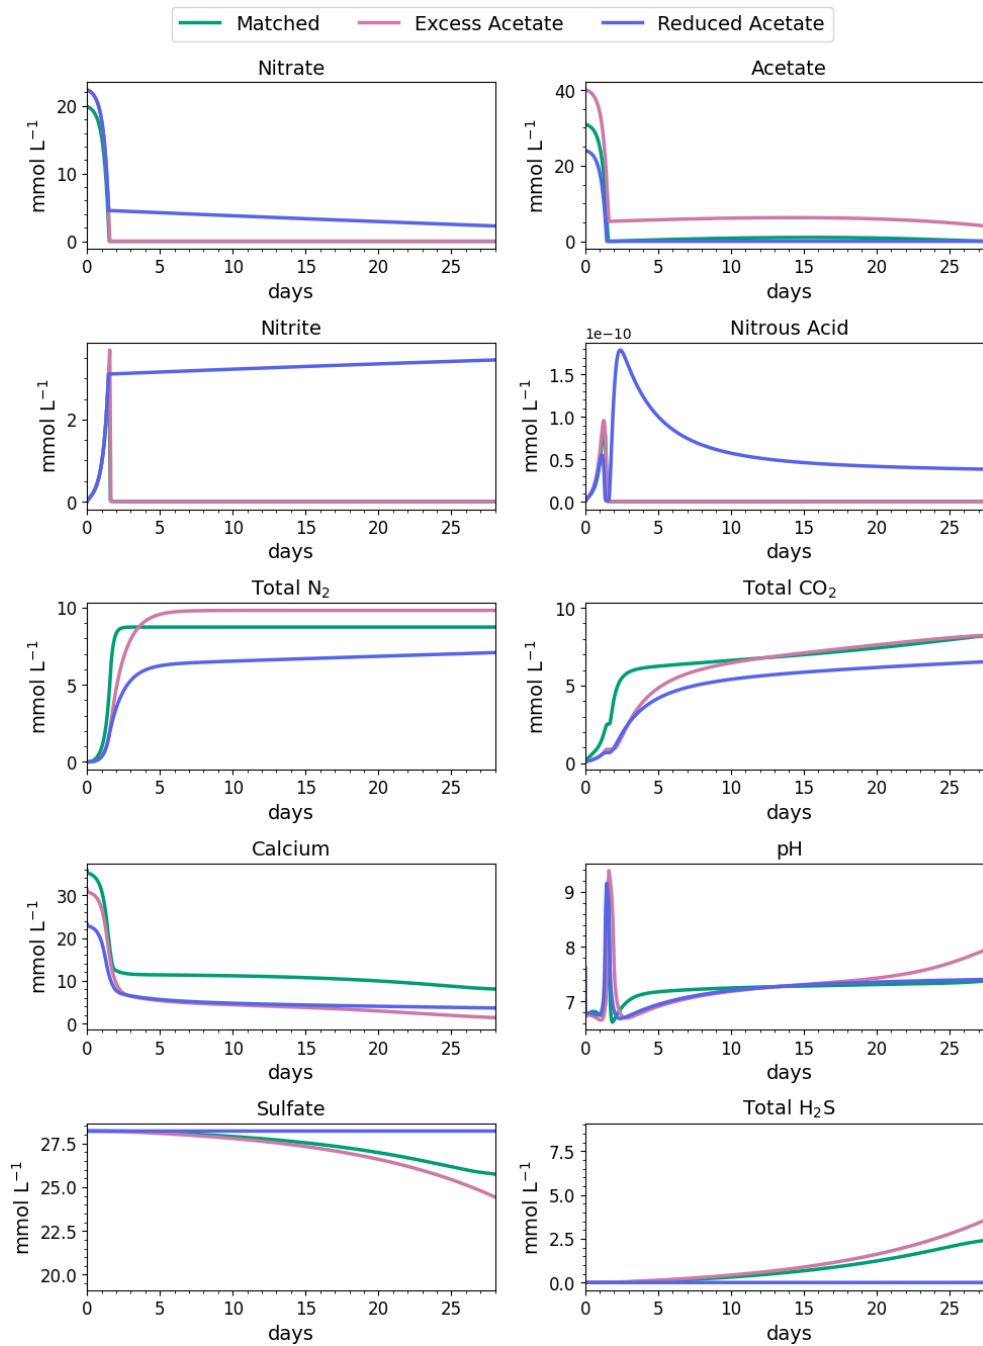 Matched Excess Acetate Reduced Acetate
Nitrate Acetate
mmol L⁻¹ 20 10 0 mmol L⁻¹ 40 20 0
0 5 10 15 20 25 0 5 10 15 20 25
days days
Nitrite Nitrous Acid
1e−10
mmol L⁻¹ 2 0 mmol L⁻¹ 1.5 1.0 0.5 0.0
0 5 10 15 20 25 0 5 10 15 20 25
days days
Total N₂ Total CO₂
mmol L⁻¹ 10 5 0 mmol L⁻¹ 10 5 0
0 5 10 15 20 25 0 5 10 15 20 25
days days
Calcium pH
mmol L⁻¹ 30 20 10 0 mmol L⁻¹ 9 8 7
0 5 10 15 20 25 0 5 10 15 20 25
days days
Sulfate Total H₂S
mmol L⁻¹ 27.5 25.0 22.5 20.0 mmol L⁻¹ 7.5 5.0 2.5 0.0
0 5 10 15 20 25 0 5 10 15 20 25
days days